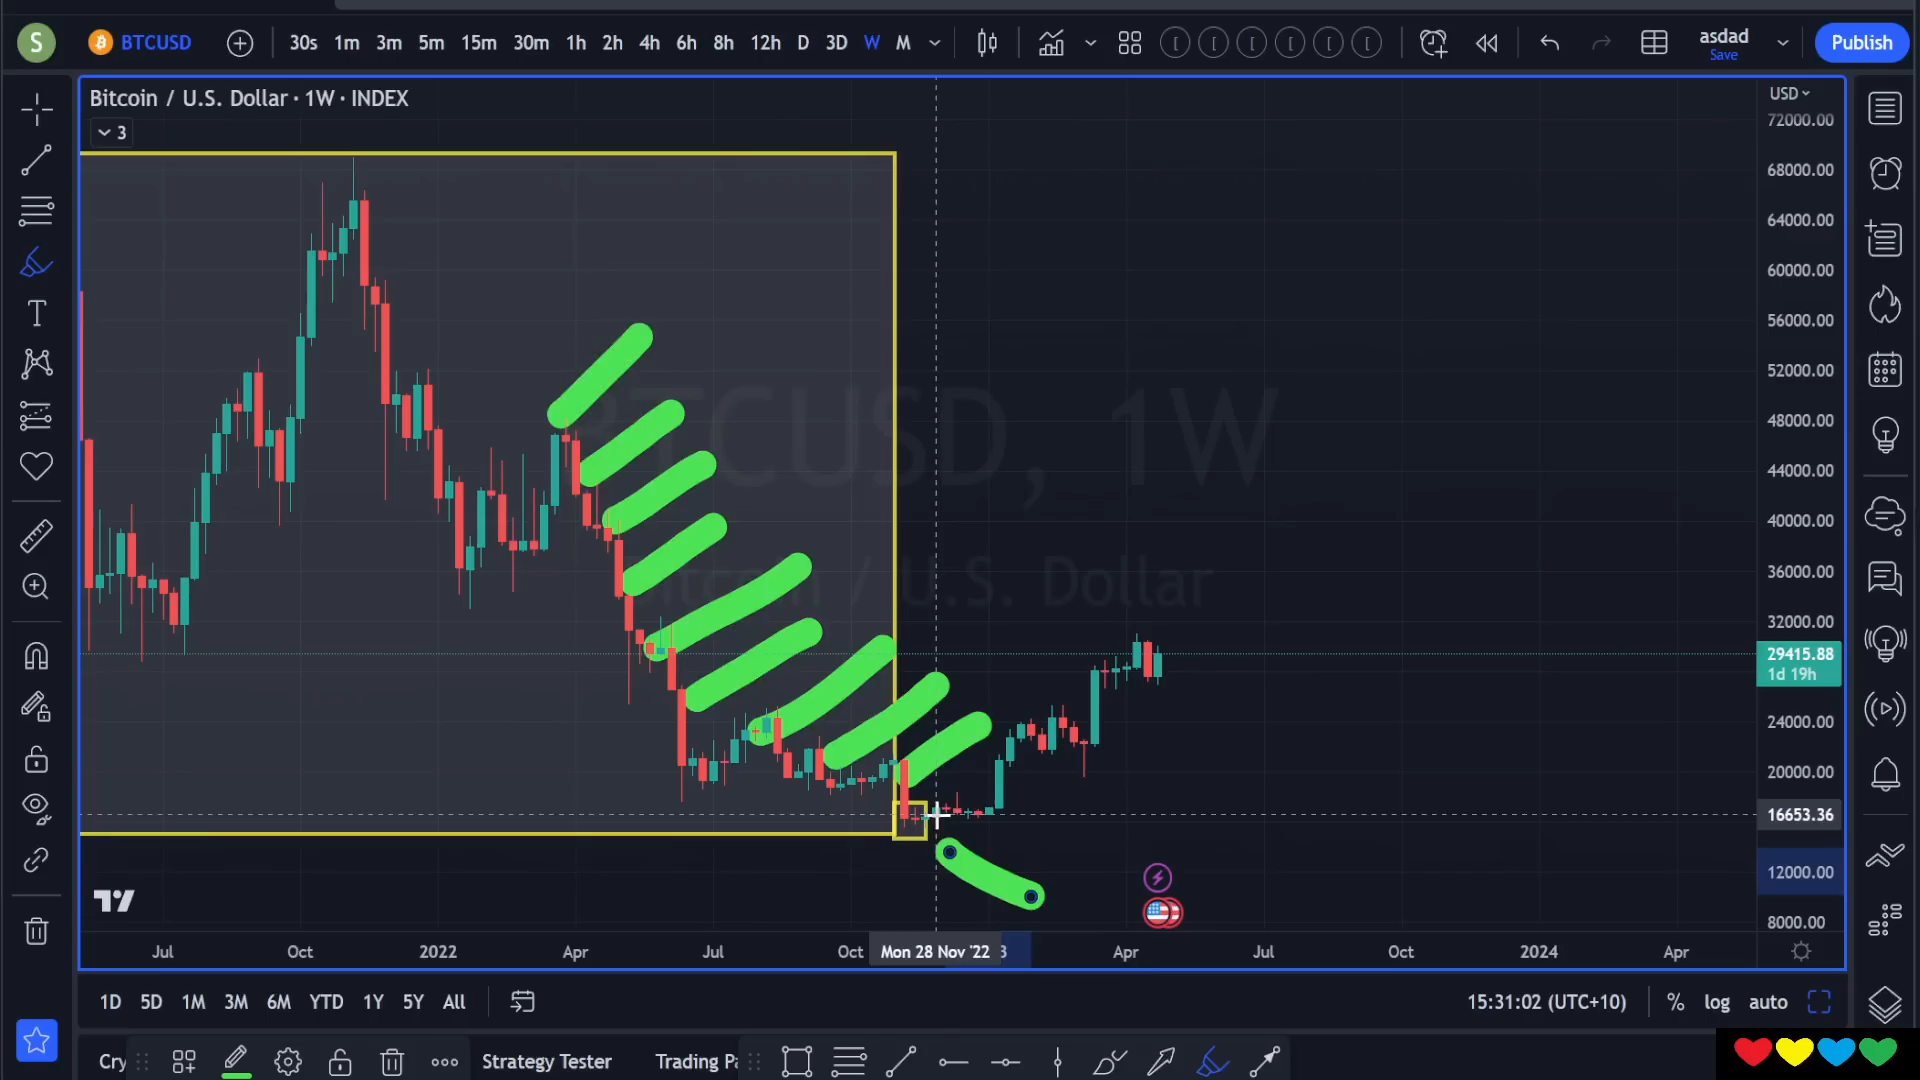 S BTCUSD 30s 1m 3m 5m 15m 30m 1h 2h 4h 6h 8h 12h D 3D W M asdad Publish
Save
Bitcoin / U.S. Dollar · 1W · INDEX
3
USD
72000.00
68000.00
64000.00
60000.00
56000.00
52000.00
48000.00
44000.00
40000.00
36000.00
32000.00
29415.88
1d 19h
24000.00
20000.00
16653.36
12000.00
8000.00
BTCUSD, 1W
Bitcoin / U.S. Dollar
Jul Oct 2022 Apr Jul Oct Mon 28 Nov '22 3 Apr Jul Oct 2024 Apr
1D 5D 1M 3M 6M YTD 1Y 5Y All 15:31:02 (UTC+10) % log auto
Cry Strategy Tester Trading Pa